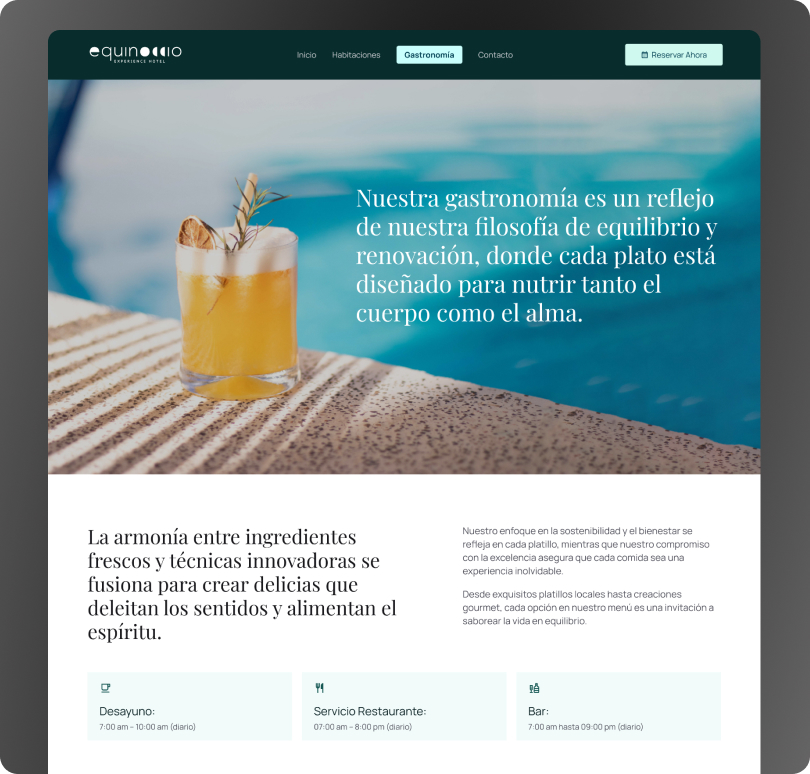 equinoccio
EXPERIENCE HOTEL
Inicio
Habitaciones
Gastronomía
Contacto
Reservar Ahora
Nuestra gastronomía es un reflejo
de nuestra filosofía de equilibrio y
renovación, donde cada plato está
diseñado para nutrir tanto el
cuerpo como el alma.
La armonía entre ingredientes
frescos y técnicas innovadoras se
fusiona para crear delicias que
deleitan los sentidos y alimentan el
espíritu.
Nuestro enfoque en la sostenibilidad y el bienestar se
refleja en cada platillo, mientras que nuestro compromiso
con la excelencia asegura que cada comida sea una
experiencia inolvidable.
Desde exquisitos platillos locales hasta creaciones
gourmet, cada opción en nuestro menú es una invitación a
saborear la vida en equilibrio.
Desayuno:
7:00 am – 10:00 am (diario)
Servicio Restaurante:
07:00 am – 8:00 pm (diario)
Bar:
7:00 am hasta 09:00 pm (diario)